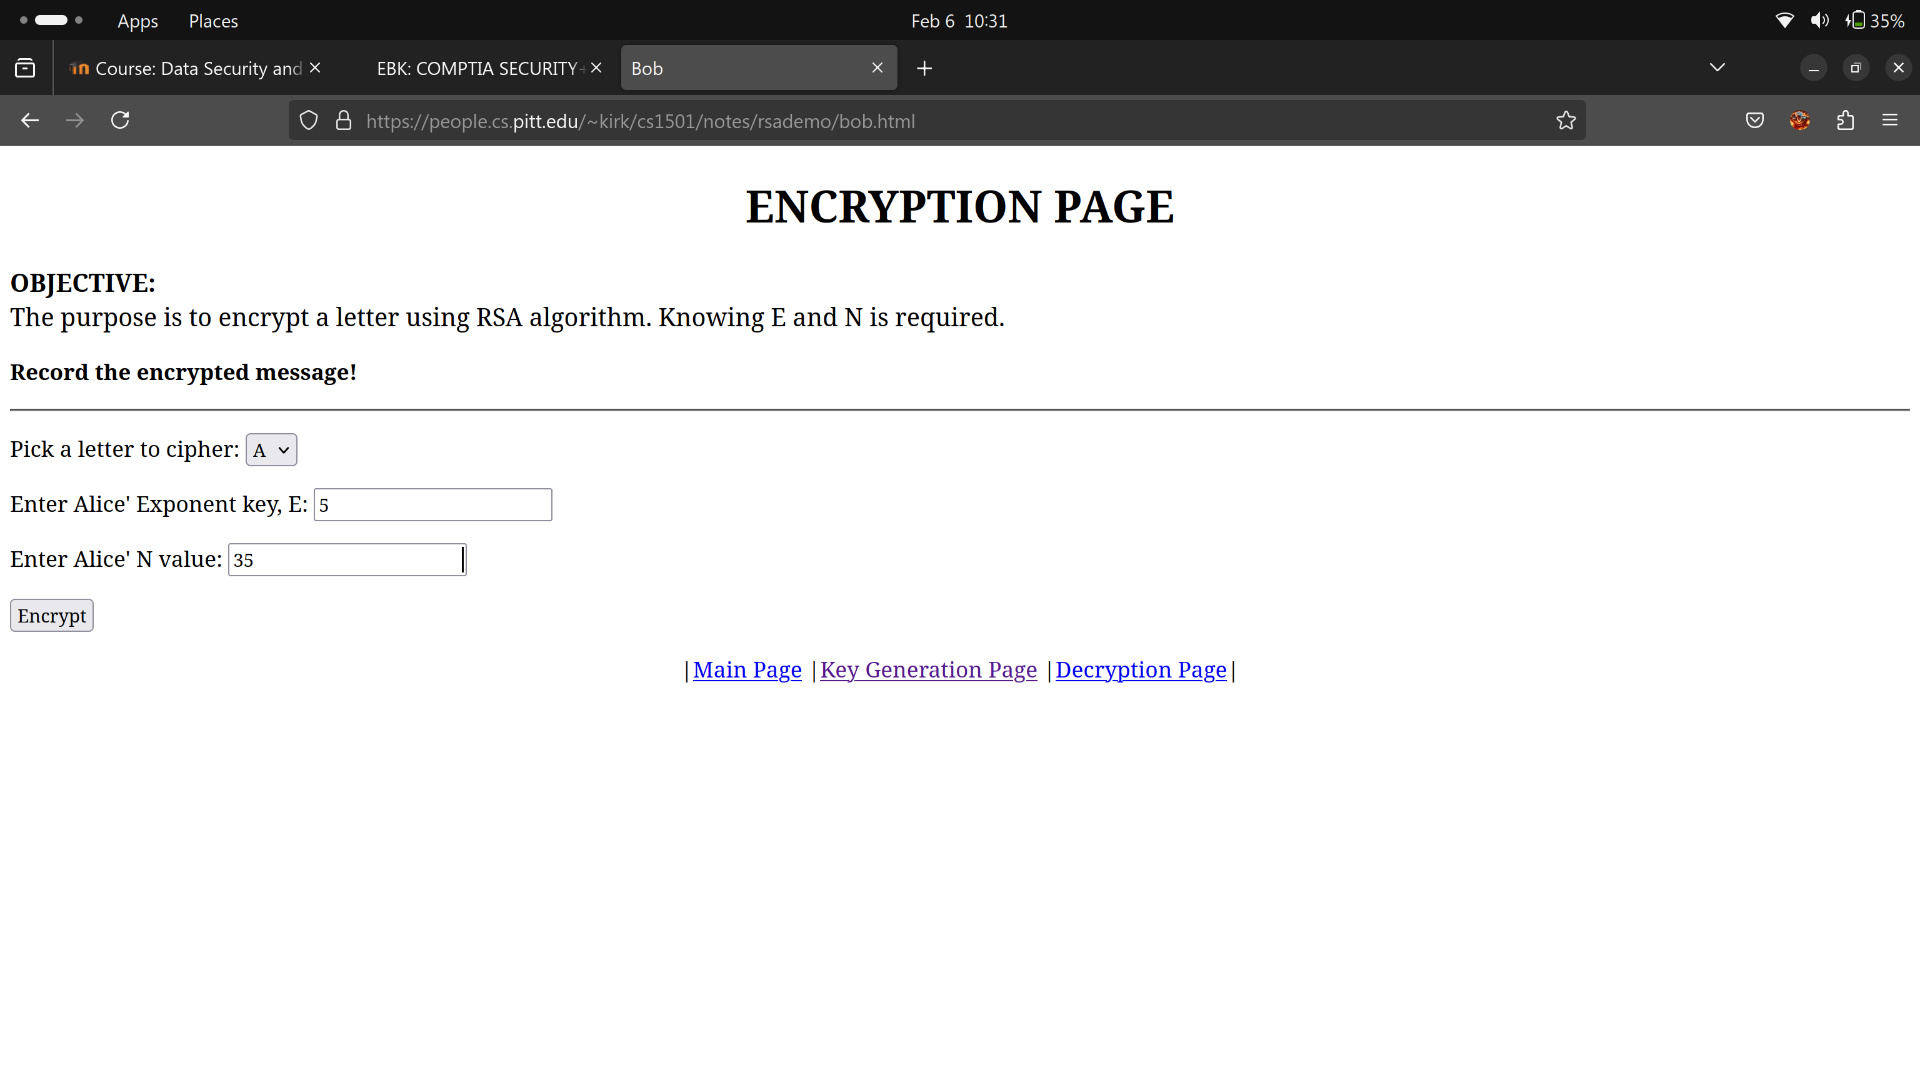 Apps Places Feb 6 10:31 35%
Course: Data Security and EBK: COMPTIA SECURITY+ Bob
https://people.cs.pitt.edu/~kirk/cs1501/notes/rsademo/bob.html
ENCRYPTION PAGE
OBJECTIVE:
The purpose is to encrypt a letter using RSA algorithm. Knowing E and N is required.
Record the encrypted message!
Pick a letter to cipher: A
Enter Alice' Exponent key, E: 5
Enter Alice' N value: 35
Encrypt
|Main Page |Key Generation Page |Decryption Page|